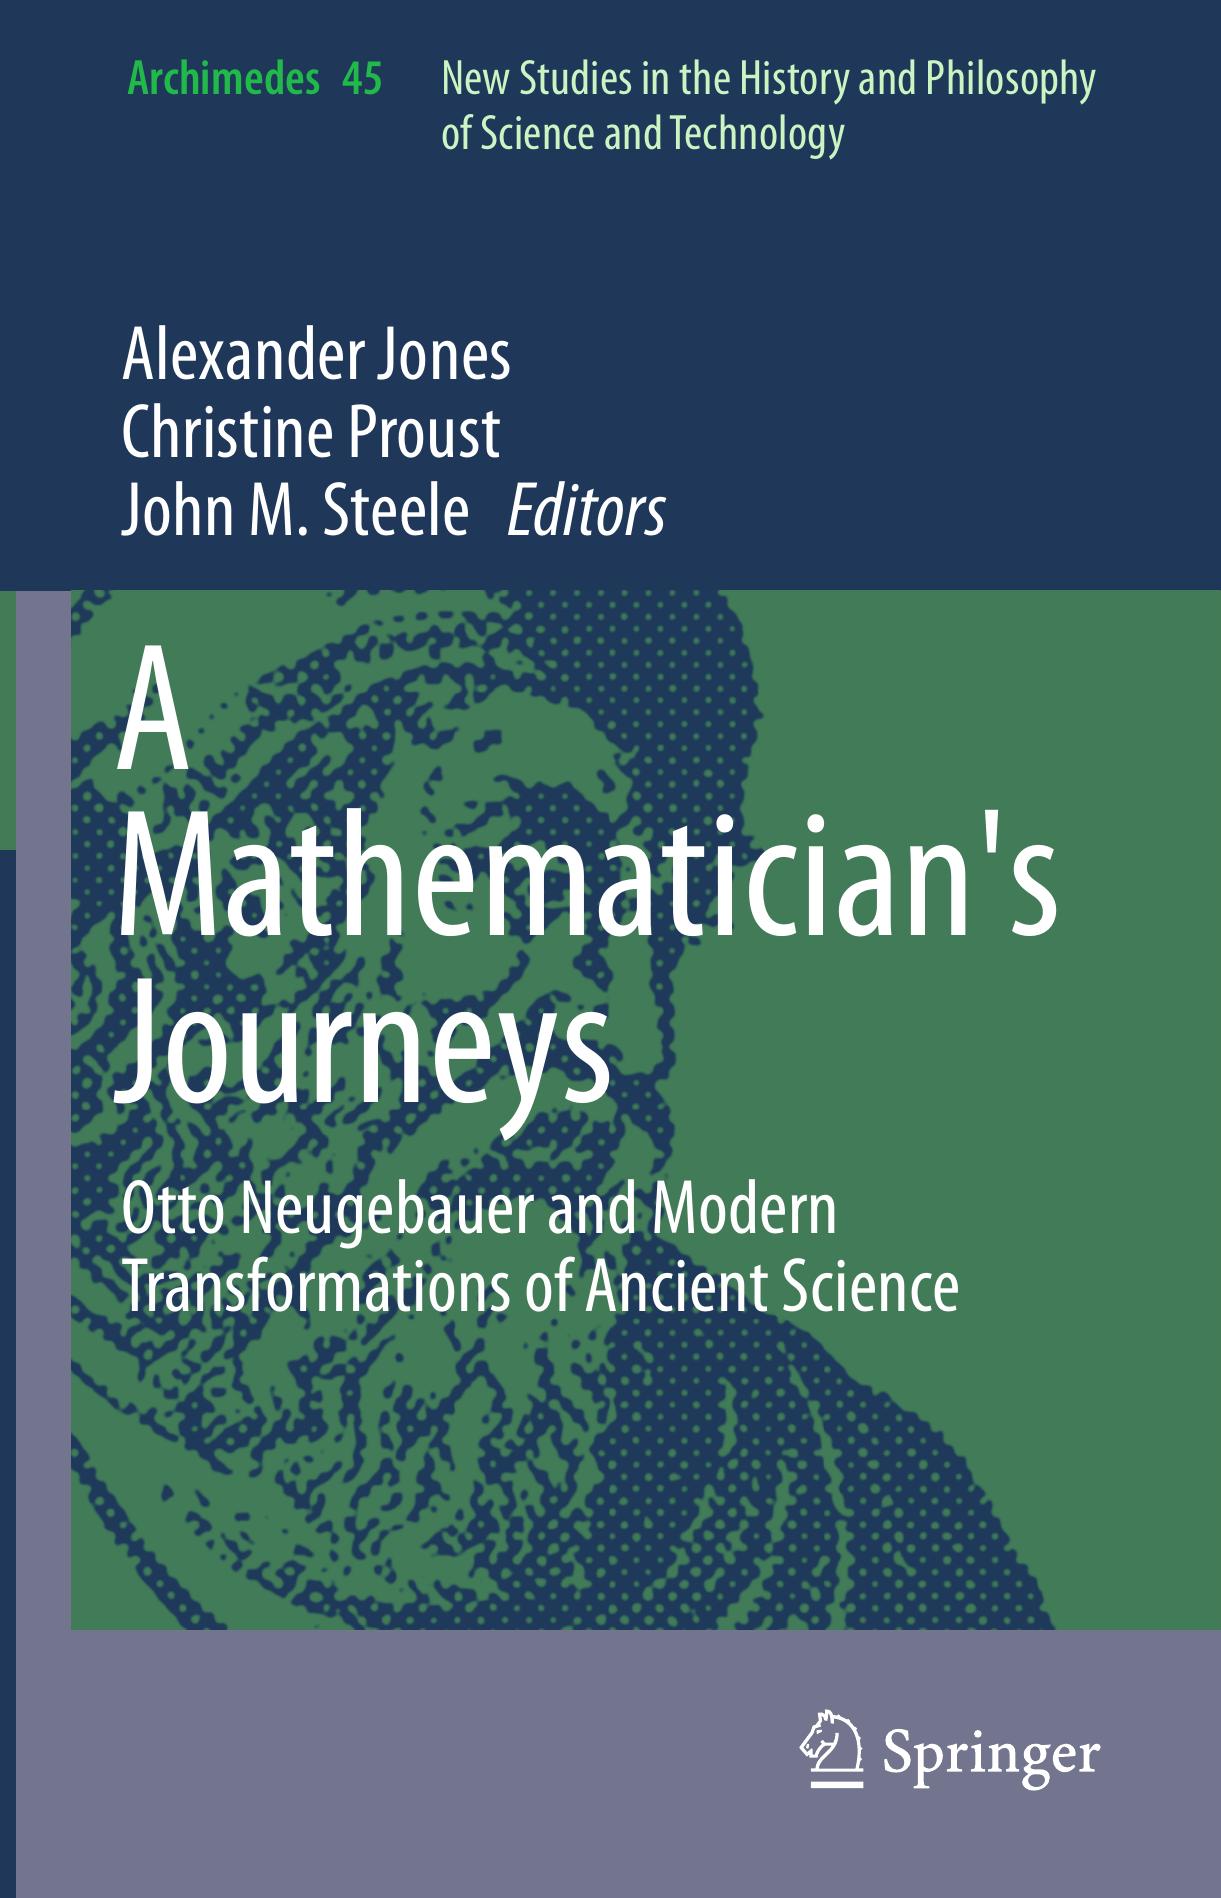 Archimedes 45
New Studies in the History and Philosophy
of Science and Technology
Alexander Jones
Christine Proust
John M. Steele Editors
A
Mathematician's
Journeys
Otto Neugebauer and Modern
Transformations of Ancient Science
Springer